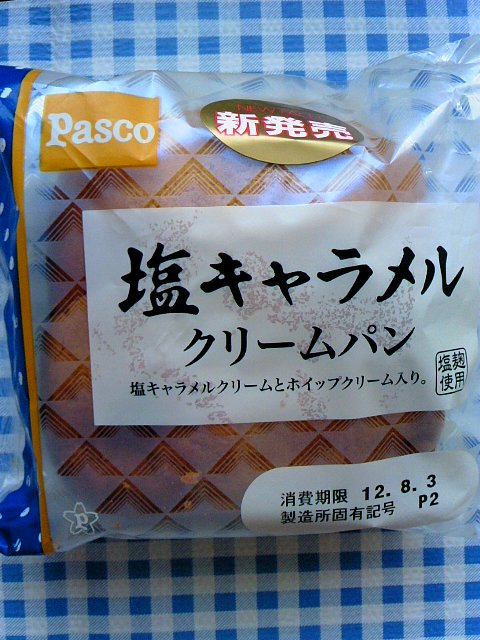 Pasco
新発売
塩キャラメル
クリームパン
塩キャラメルクリームとホイップクリーム入り。
塩麹
使用
消費期限 12.8.3
製造所固有記号 P2
P